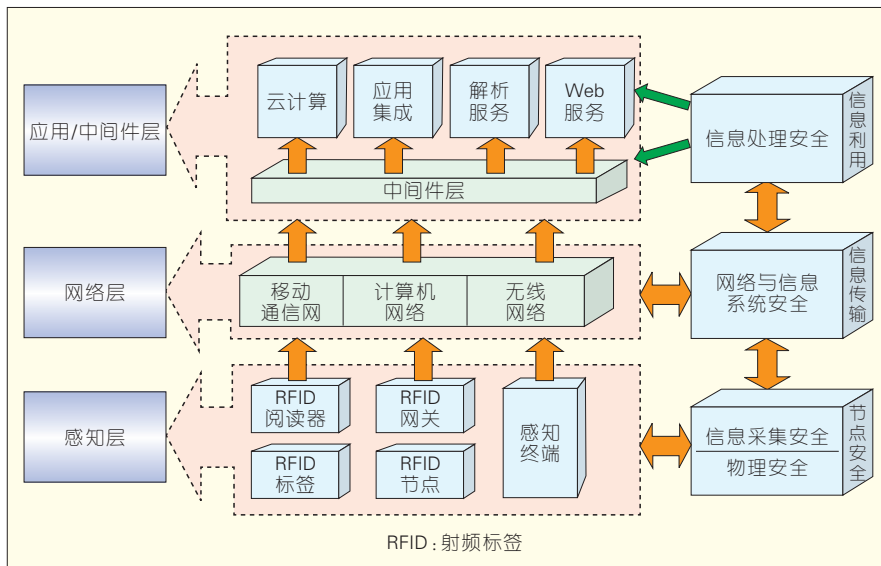 应用/中间件层
云计算
应用
集成
解析
服务
Web
服务
中间件层
信息处理安全
信息利用
网络层
移动
通信网
计算机
网络
无线
网络
网络与信息
系统安全
信息传输
感知层
RFID
阅读器
RFID
网关
感知
终端
RFID
标签
RFID
节点
信息采集安全
物理安全
节点安全
RFID:射频标签